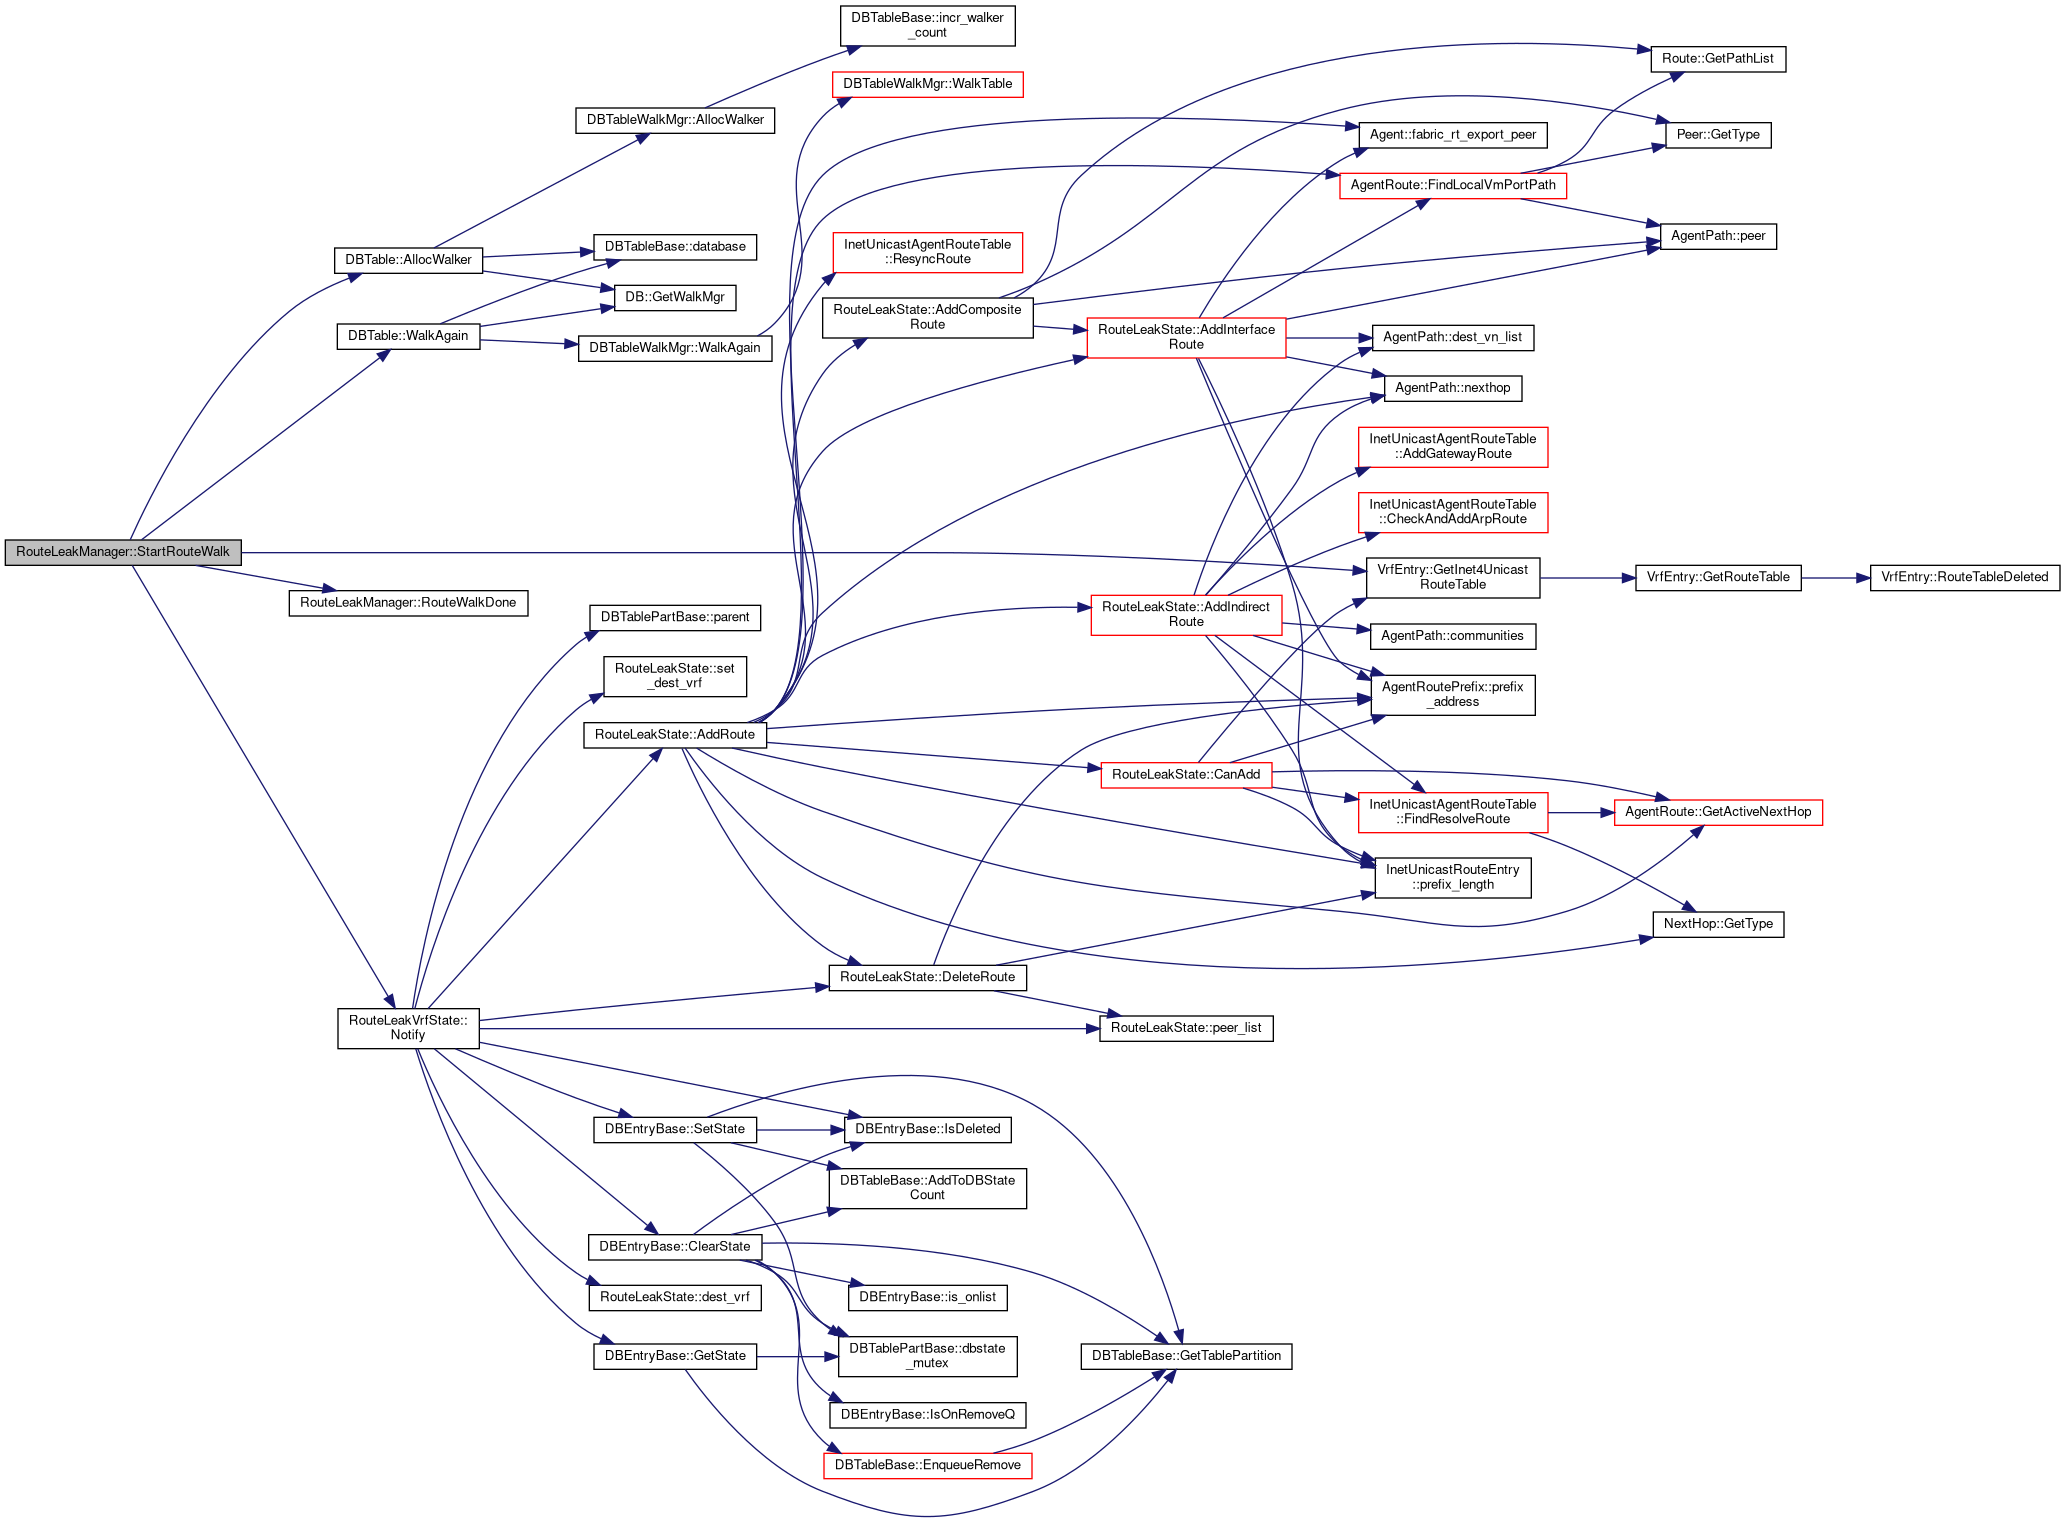 DBTableBase::incr_walker
_count
DBTableWalkMgr::WalkTable
DBTableWalkMgr::AllocWalker
DBTable::AllocWalker
DBTableBase::database
DB::GetWalkMgr
DBTable::WalkAgain
DBTableWalkMgr::WalkAgain
InetUnicastAgentRouteTable
::ResyncRoute
RouteLeakState::AddComposite
Route
RouteLeakState::AddInterface
Route
Route::GetPathList
Agent::fabric_rt_export_peer
Peer::GetType
AgentRoute::FindLocalVmPortPath
AgentPath::peer
AgentPath::dest_vn_list
AgentPath::nexthop
InetUnicastAgentRouteTable
::AddGatewayRoute
InetUnicastAgentRouteTable
::CheckAndAddArpRoute
RouteLeakManager::StartRouteWalk
RouteLeakManager::RouteWalkDone
VrfEntry::GetInet4Unicast
RouteTable
VrfEntry::GetRouteTable
VrfEntry::RouteTableDeleted
DBTablePartBase::parent
RouteLeakState::AddIndirect
Route
AgentPath::communities
RouteLeakState::set
_dest_vrf
AgentRoutePrefix::prefix
_address
RouteLeakState::AddRoute
RouteLeakState::CanAdd
InetUnicastAgentRouteTable
::FindResolveRoute
AgentRoute::GetActiveNextHop
InetUnicastRouteEntry
::prefix_length
NextHop::GetType
RouteLeakState::DeleteRoute
RouteLeakVrfState::
Notify
RouteLeakState::peer_list
DBEntryBase::SetState
DBEntryBase::IsDeleted
DBTableBase::AddToDBState
Count
DBEntryBase::ClearState
RouteLeakState::dest_vrf
DBEntryBase::is_onlist
DBEntryBase::GetState
DBTablePartBase::dbstate
_mutex
DBTableBase::GetTablePartition
DBEntryBase::IsOnRemoveQ
DBTableBase::EnqueueRemove